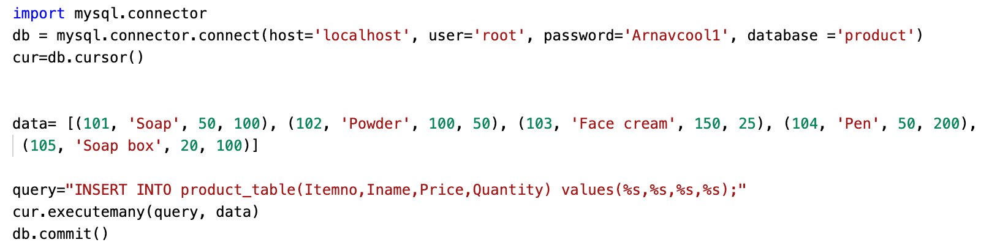 import mysql.connector
db = mysql.connector.connect(host='localhost', user='root', password='Arnavcool1', database ='product')
cur=db.cursor()
data= [(101, 'Soap', 50, 100), (102, 'Powder', 100, 50), (103, 'Face cream', 150, 25), (104, 'Pen', 50, 200),
(105, 'Soap box', 20, 100)]
query="INSERT INTO product_table(Itemno,Iname,Price,Quantity) values(%s,%s,%s,%s);"
cur.executemany(query, data)
db.commit()